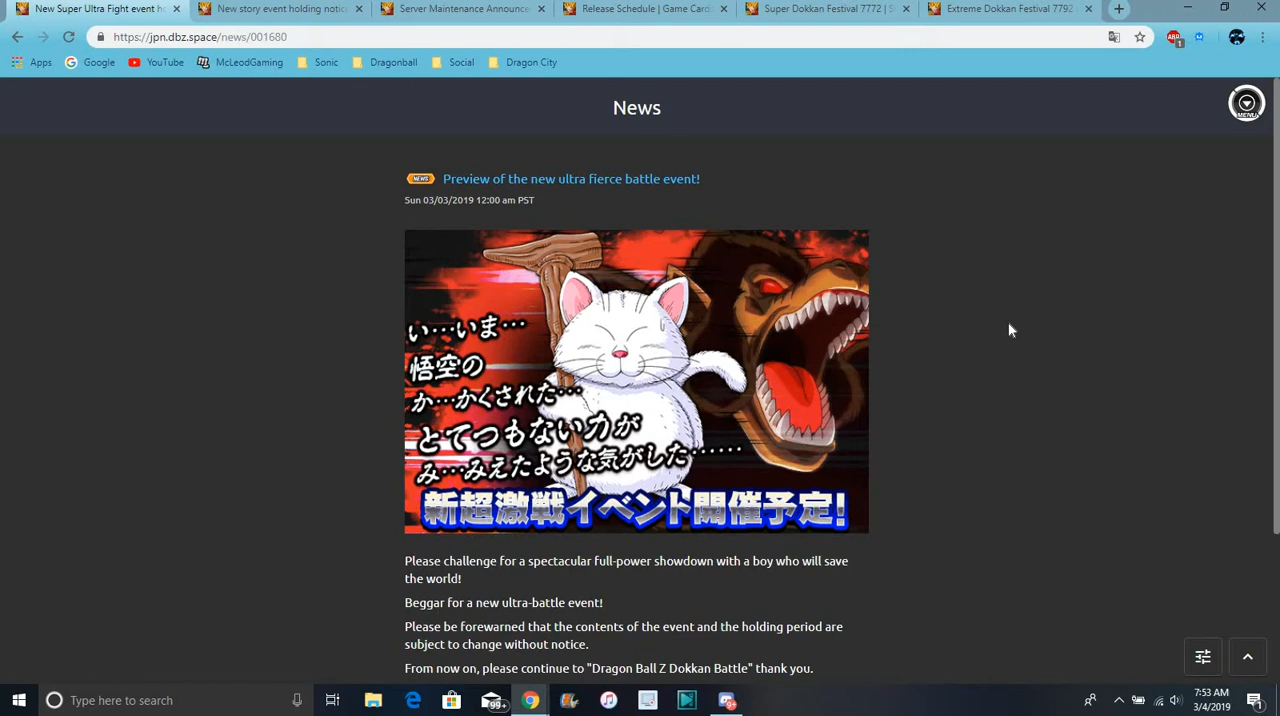 New Super Ultra Fight event ho
New story event holding notice
Server Maintenance Announce
Release Schedule | Game Cards
Super Dokkan Festival 7772 | S
Extreme Dokkan Festival 7792 |
https://jpn.dbz.space/news/001680
ABP
1
Apps
Google
YouTube
McLeodGaming
Sonic
Dragonball
Social
Dragon City
News
MENU
NEWS Preview of the new ultra fierce battle event!
Sun 03/03/2019 12:00 am PST
い…いま…
悟空の
か…かくされた…
とてつもない力が
み…みえたような気がした……
新超激戦イベント開催予定!
Please challenge for a spectacular full-power showdown with a boy who will save
the world!
Beggar for a new ultra-battle event!
Please be forewarned that the contents of the event and the holding period are
subject to change without notice.
From now on, please continue to "Dragon Ball Z Dokkan Battle" thank you.
Type here to search
99+
7:53 AM
3/4/2019